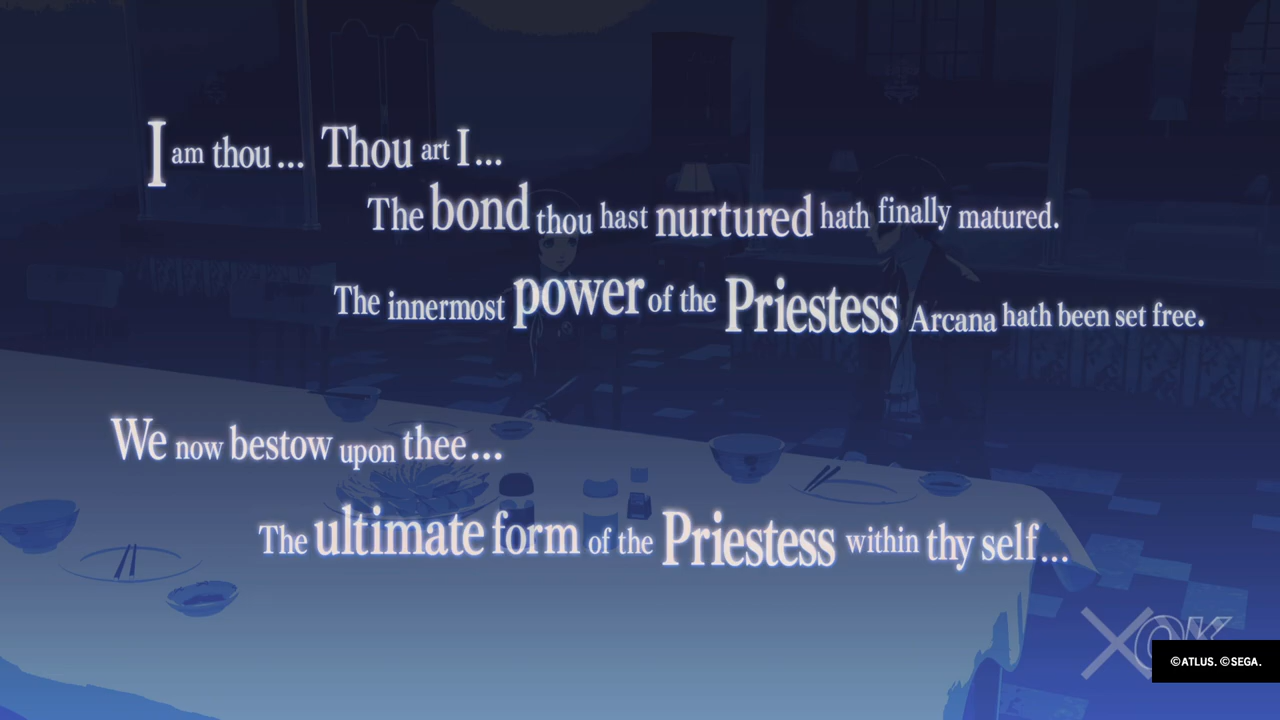 I am thou... Thou art I...
The bond thou hast nurtured hath finally matured.
The innermost power of the Priestess Arcana hath been set free.
We now bestow upon thee...
The ultimate form of the Priestess within thy self...
OK
©ATLUS. ©SEGA.